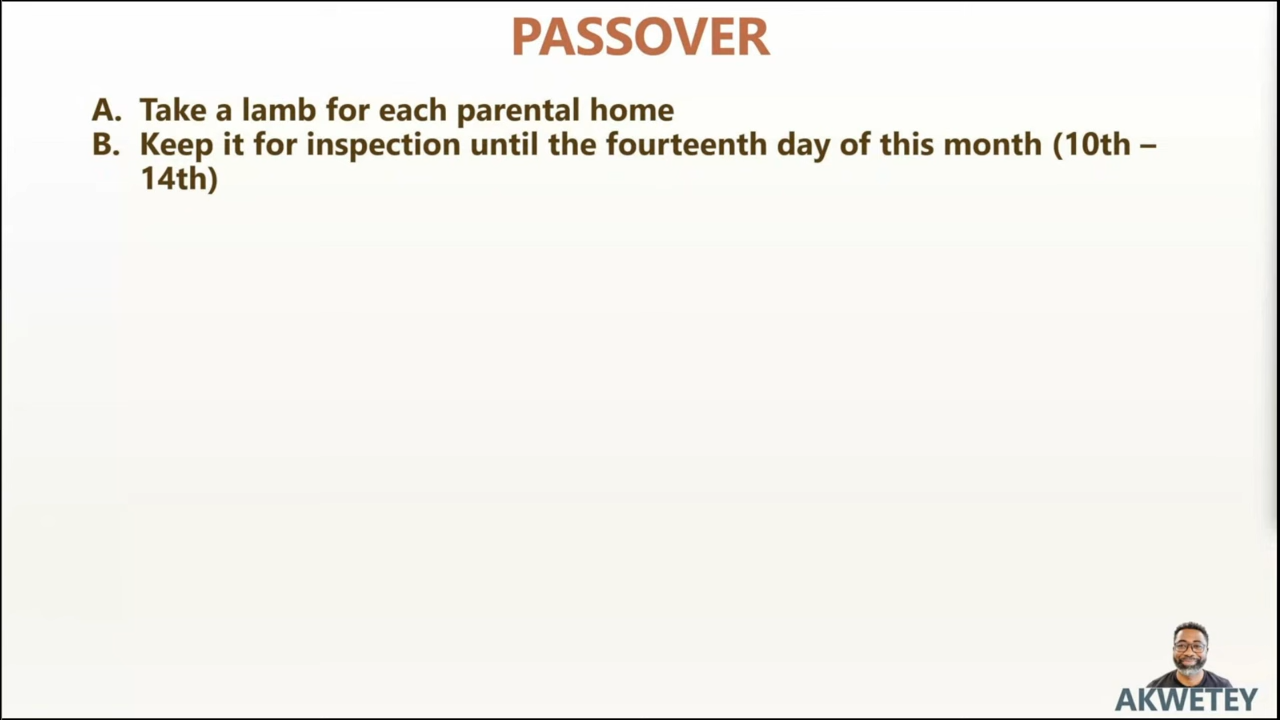 PASSOVER
A. Take a lamb for each parental home
B. Keep it for inspection until the fourteenth day of this month (10th –
14th)
AKWETEY